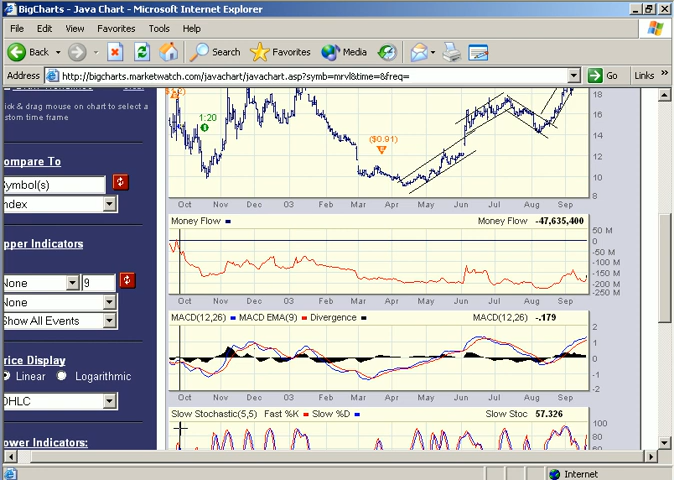 BigCharts - Java Chart - Microsoft Internet Explorer
File Edit View Favorites Tools Help
Back Search Favorites Media
Address http://bigcharts.marketwatch.com/javachart/javachart.asp?symb=mrvl&time=&freq= Go Links »
ick & drag mouse on chart to select a
stom time frame
ompare To
ymbol(s)
ndex
pper Indicators
None 9
None
Show All Events
rice Display
Linear Logarithmic
OHLC
ower Indicators:
1:20
($0.91)
18
16
14
12
10
8
Oct Nov Dec 03 Feb Mar Apr May Jun Jul Aug Sep
Money Flow Money Flow -47,635,400
50 M
0
-50 M
-100 M
-150 M
-200 M
-250 M
Oct Nov Dec 03 Feb Mar Apr May Jun Jul Aug Sep
MACD(12,26) MACD EMA(9) Divergence MACD(12,26) -.179
2
1
0
-1
-2
Oct Nov Dec 03 Feb Mar Apr May Jun Jul Aug Sep
Slow Stochastic(5,5) Fast %K Slow %D Slow Stoc 57.326
100
80
60
Internet